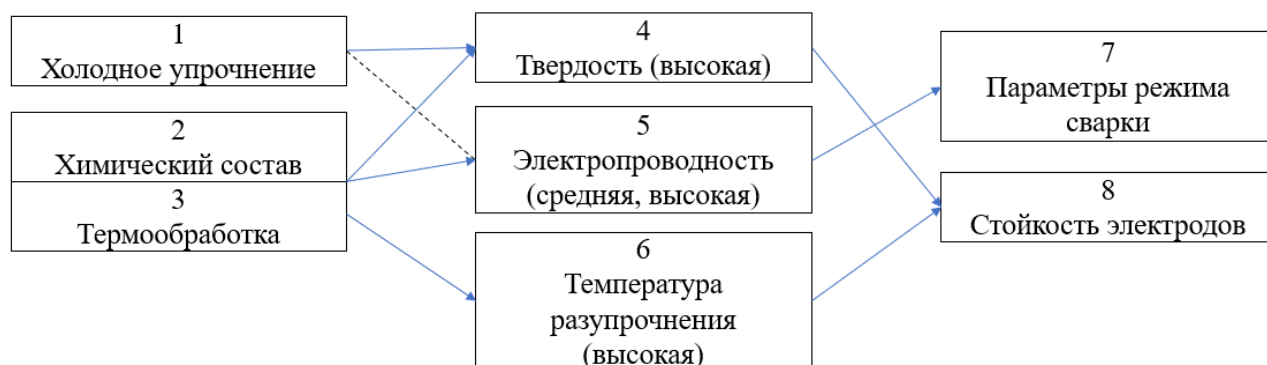 1
Холодное упрочнение
2
Химический состав
3
Термообработка
4
Твердость (высокая)
5
Электропроводность
(средняя, высокая)
6
Температура
разупрочнения
(высокая)
7
Параметры режима
сварки
8
Стойкость электродов